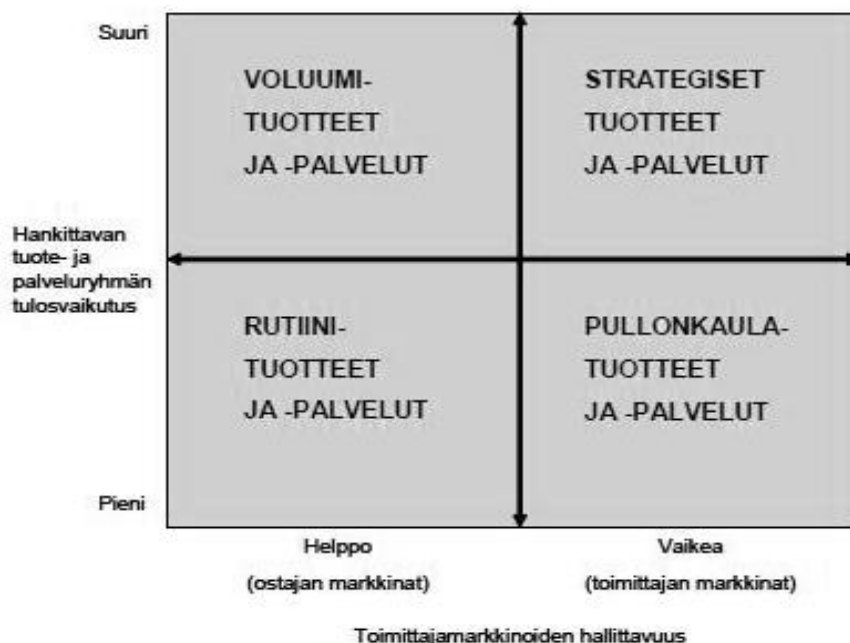 Suuri
VOLUUMI-
TUOTTEET
JA -PALVELUT
STRATEGISET
TUOTTEET
JA -PALVELUT
Hankittavan
tuote- ja
palveluryhmän
tulosvaikutus
RUTIINI-
TUOTTEET
JA -PALVELUT
PULLONKAULA-
TUOTTEET
JA -PALVELUT
Pieni
Helppo
(ostajan markkinat)
Vaikea
(toimittajan markkinat)
Toimittajamarkkinoiden hallittavuus